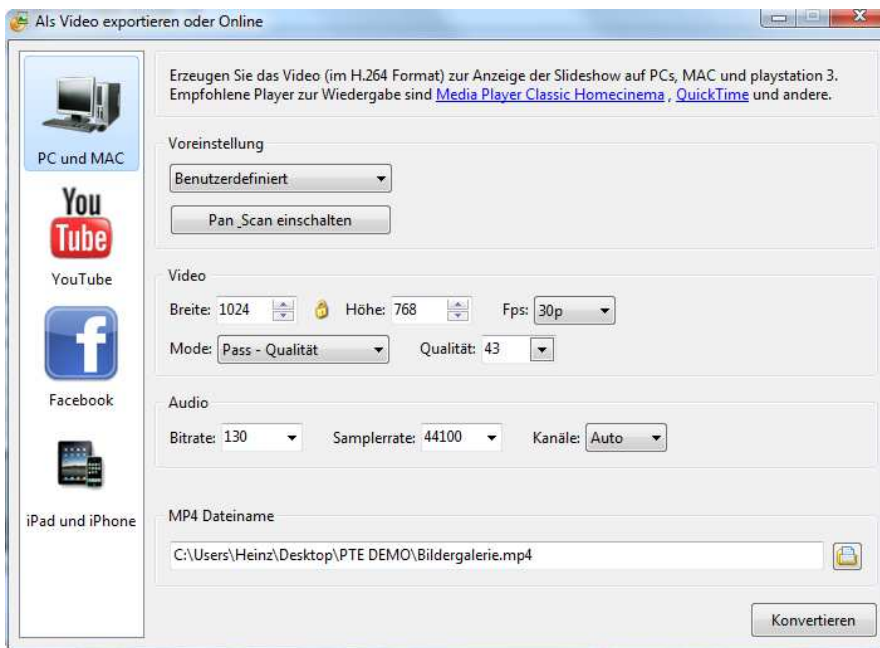 Als Video exportieren oder Online
PC und MAC
You
Tube
YouTube
f
Facebook
iPad und iPhone
Erzeugen Sie das Video (im H.264 Format) zur Anzeige der Slideshow auf PCs, MAC und playstation 3.
Empfohlene Player zur Wiedergabe sind Media Player Classic Homecinema , QuickTime und andere.
Voreinstellung
Benutzerdefiniert
Pan _Scan einschalten
Video
Breite: 1024 Höhe: 768 Fps: 30p
Mode: Pass - Qualität Qualität: 43
Audio
Bitrate: 130 Samplerrate: 44100 Kanäle: Auto
MP4 Dateiname
C:\Users\Heinz\Desktop\PTE DEMO\Bildergalerie.mp4
Konvertieren